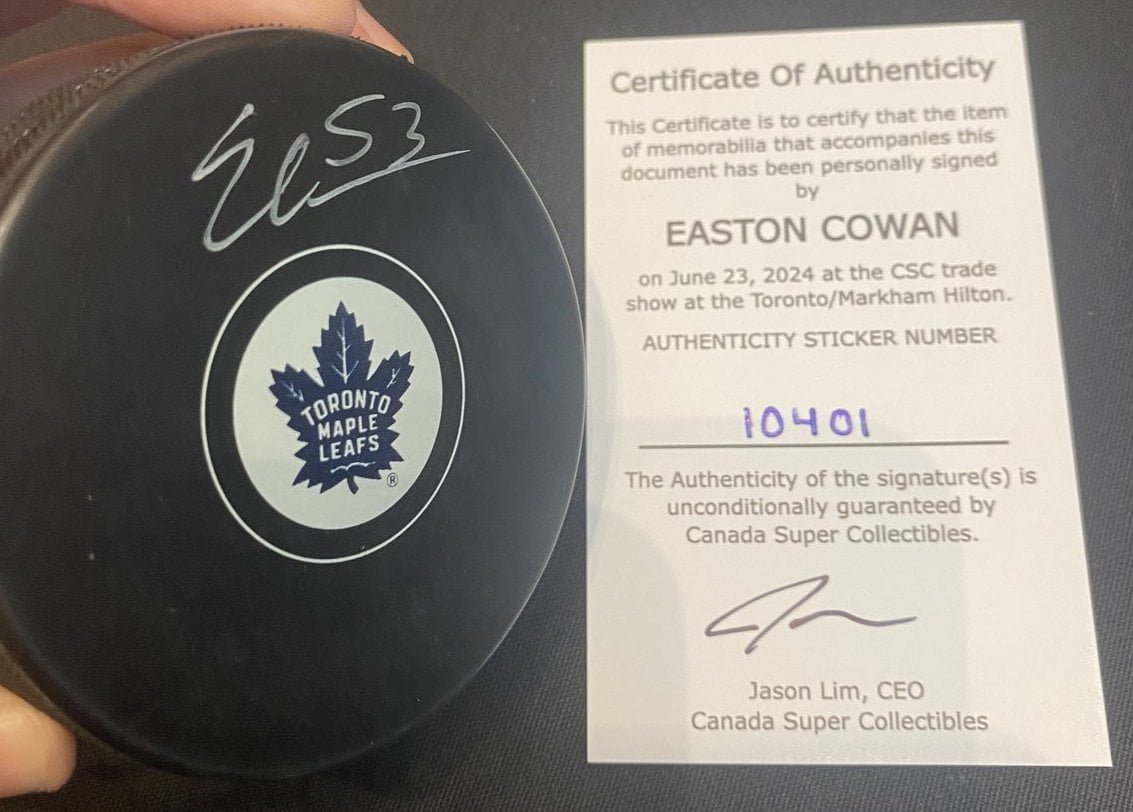 53
TORONTO
MAPLE
LEAFS
®
Certificate Of Authenticity
This Certificate is to certify that the item
of memorabilia that accompanies this
document has been personally signed
by
EASTON COWAN
on June 23, 2024 at the CSC trade
show at the Toronto/Markham Hilton.
AUTHENTICITY STICKER NUMBER
10401
The Authenticity of the signature(s) is
unconditionally guaranteed by
Canada Super Collectibles.
Jason Lim, CEO
Canada Super Collectibles